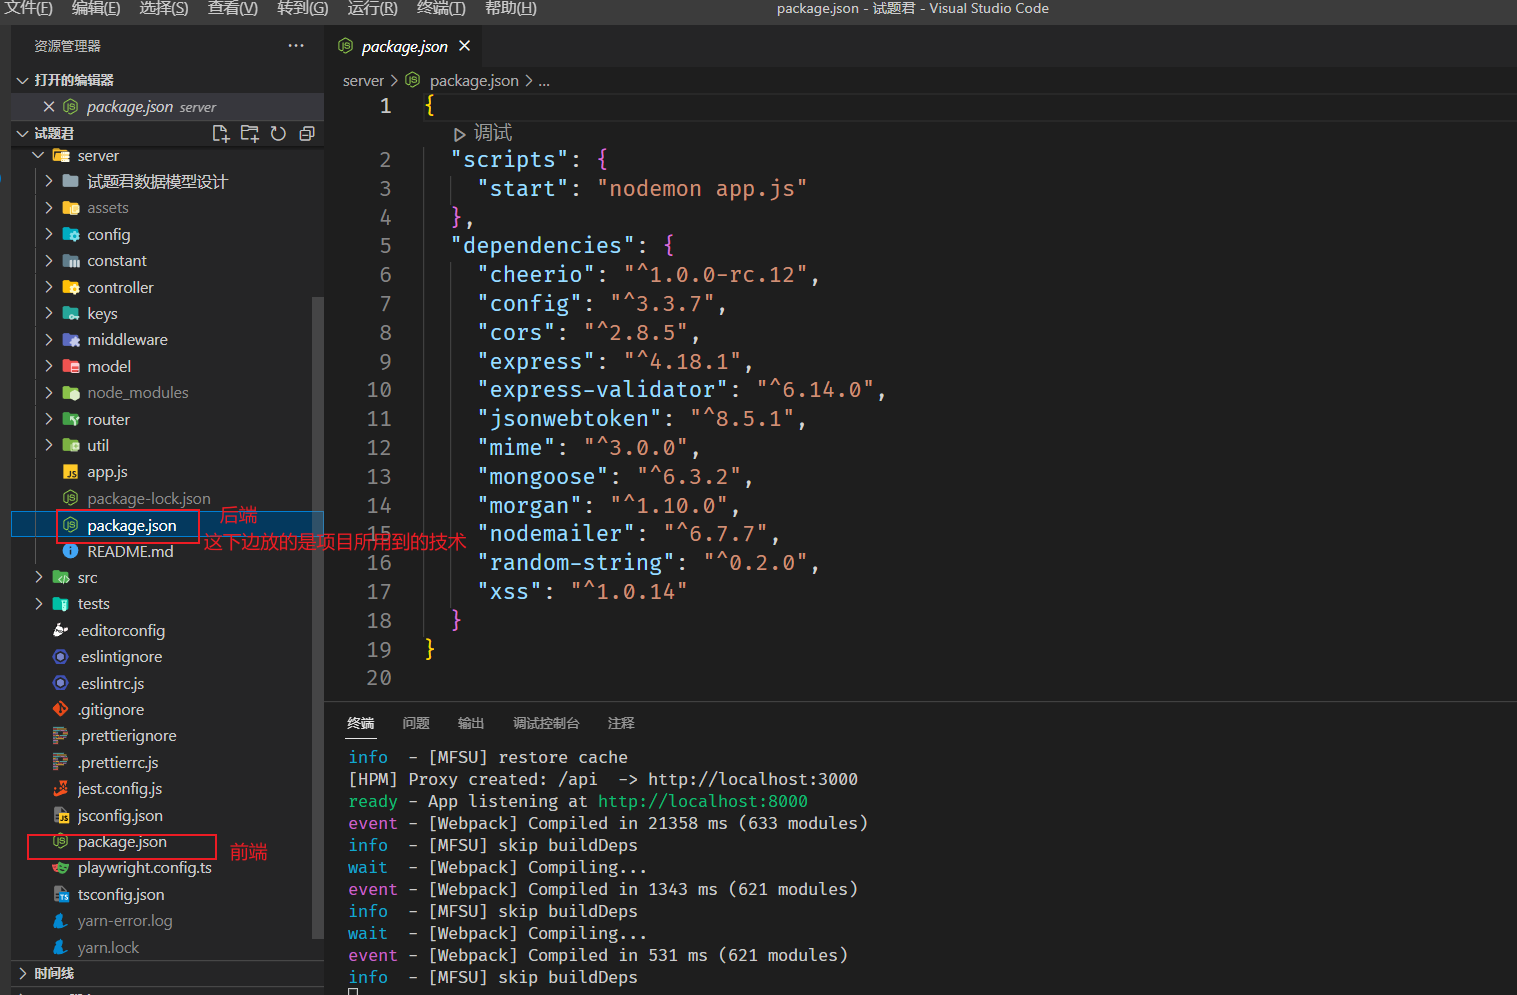 文件(F) 编辑(E) 选择(S) 查看(V) 转到(G) 运行(R) 终端(T) 帮助(H) package.json - 试题君 - Visual Studio Code
资源管理器 ···
打开的编辑器
package.json server
试题君
server
试题君数据模型设计
assets
config
constant
controller
keys
middleware
model
node_modules
router
util
app.js
package-lock.json
package.json
后端
这下边放的是项目所用到的技术
README.md
src
tests
.editorconfig
.eslintignore
.eslintrc.js
.gitignore
.prettierignore
.prettierrc.js
jest.config.js
jsconfig.json
package.json
前端
playwright.config.ts
tsconfig.json
yarn-error.log
yarn.lock
时间线
package.json
server > package.json > ...
1 {
调试
2 "scripts": {
3 "start": "nodemon app.js"
4 },
5 "dependencies": {
6 "cheerio": "^1.0.0-rc.12",
7 "config": "^3.3.7",
8 "cors": "^2.8.5",
9 "express": "^4.18.1",
10 "express-validator": "^6.14.0",
11 "jsonwebtoken": "^8.5.1",
12 "mime": "^3.0.0",
13 "mongoose": "^6.3.2",
14 "morgan": "^1.10.0",
15 "nodemailer": "^6.7.7",
16 "random-string": "^0.2.0",
17 "xss": "^1.0.14"
18 }
19 }
20
终端 问题 输出 调试控制台 注释
info - [MFSU] restore cache
[HPM] Proxy created: /api -> http://localhost:3000
ready - App listening at http://localhost:8000
event - [Webpack] Compiled in 21358 ms (633 modules)
info - [MFSU] skip buildDeps
wait - [Webpack] Compiling...
event - [Webpack] Compiled in 1343 ms (621 modules)
info - [MFSU] skip buildDeps
wait - [Webpack] Compiling...
event - [Webpack] Compiled in 531 ms (621 modules)
info - [MFSU] skip buildDeps